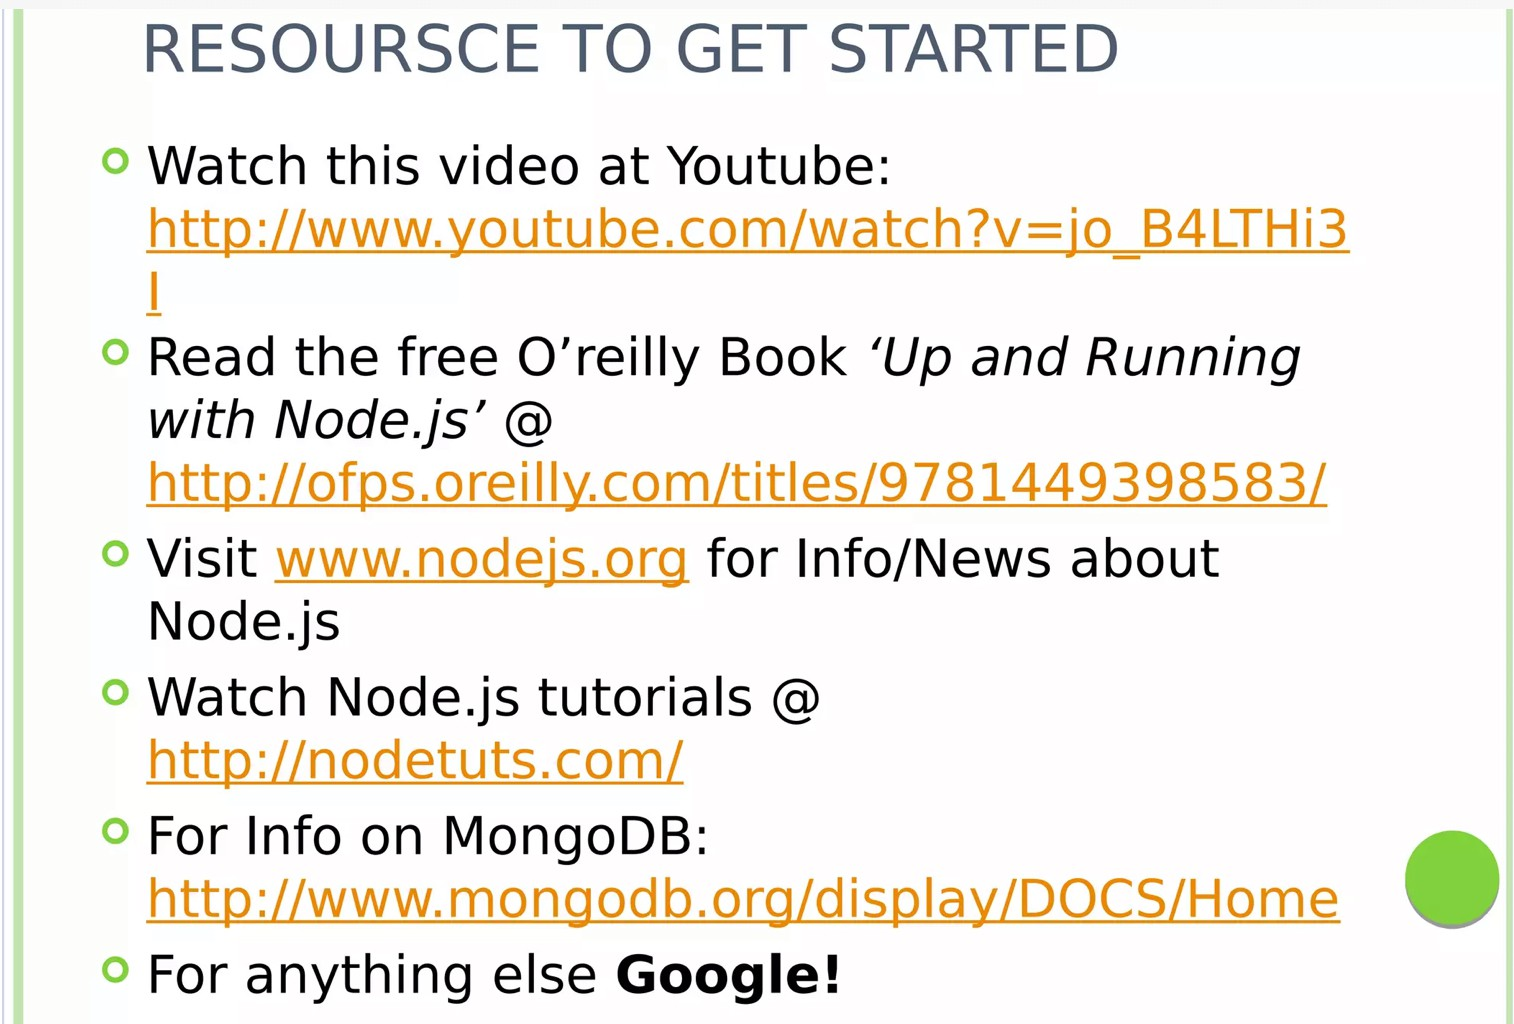 RESOURSCE TO GET STARTED
Watch this video at Youtube:
http://www.youtube.com/watch?v=jo_B4LTHi3
I
Read the free O’reilly Book ‘Up and Running
with Node.js’ @
http://ofps.oreilly.com/titles/9781449398583/
Visit www.nodejs.org for Info/News about
Node.js
Watch Node.js tutorials @
http://nodetuts.com/
For Info on MongoDB:
http://www.mongodb.org/display/DOCS/Home
For anything else Google!